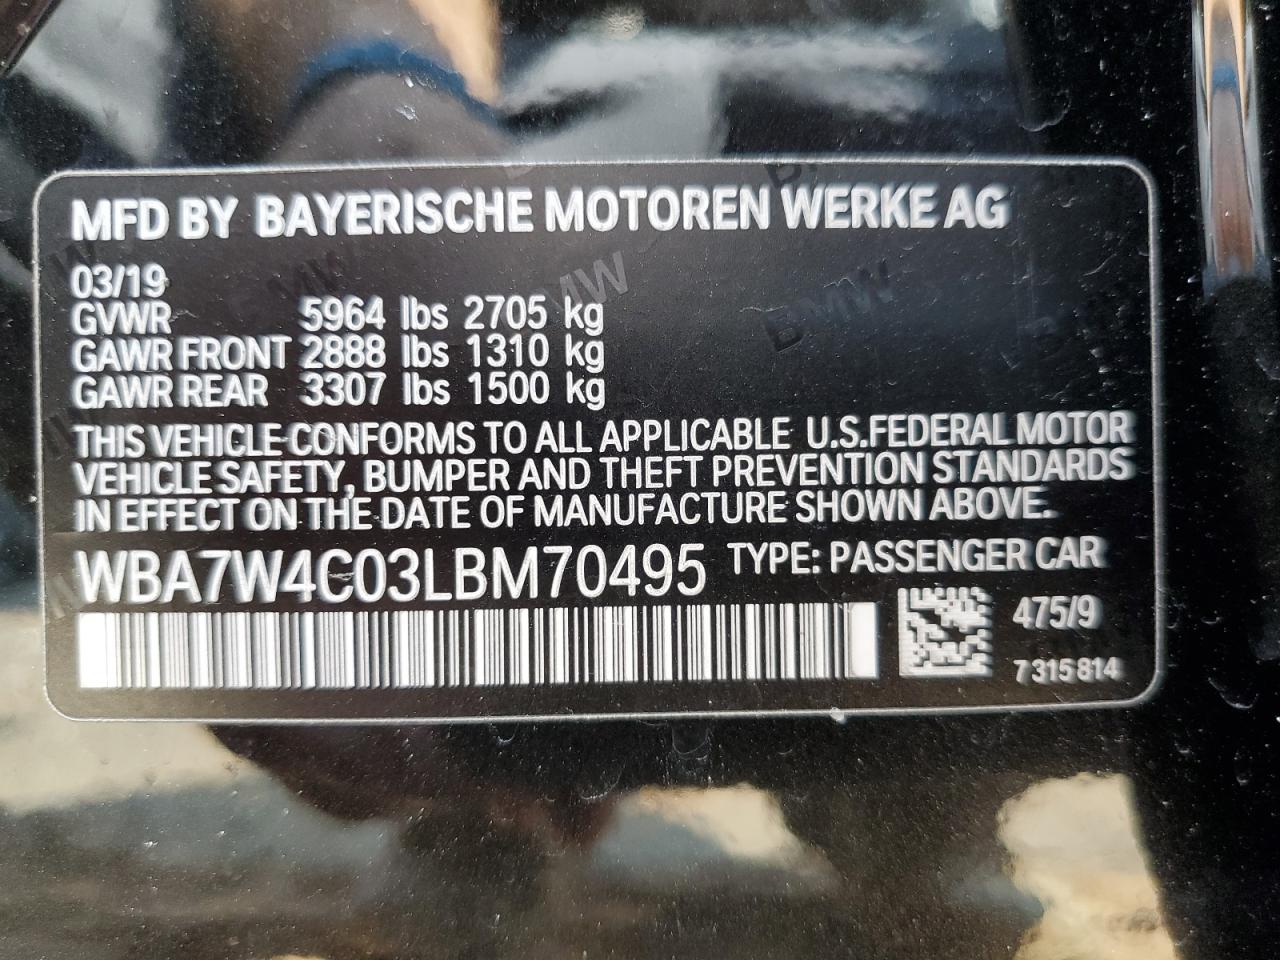 MFD BY BAYERISCHE MOTOREN WERKE AG
03/19
GVWR 5964 lbs 2705 kg
GAWR FRONT 2888 lbs 1310 kg
GAWR REAR 3307 lbs 1500 kg
THIS VEHICLE CONFORMS TO ALL APPLICABLE U.S.FEDERAL MOTOR
VEHICLE SAFETY, BUMPER AND THEFT PREVENTION STANDARDS
IN EFFECT ON THE DATE OF MANUFACTURE SHOWN ABOVE.
WBA7W4C03LBM70495 TYPE: PASSENGER CAR
475/9
7 315 814
BMW
BMW